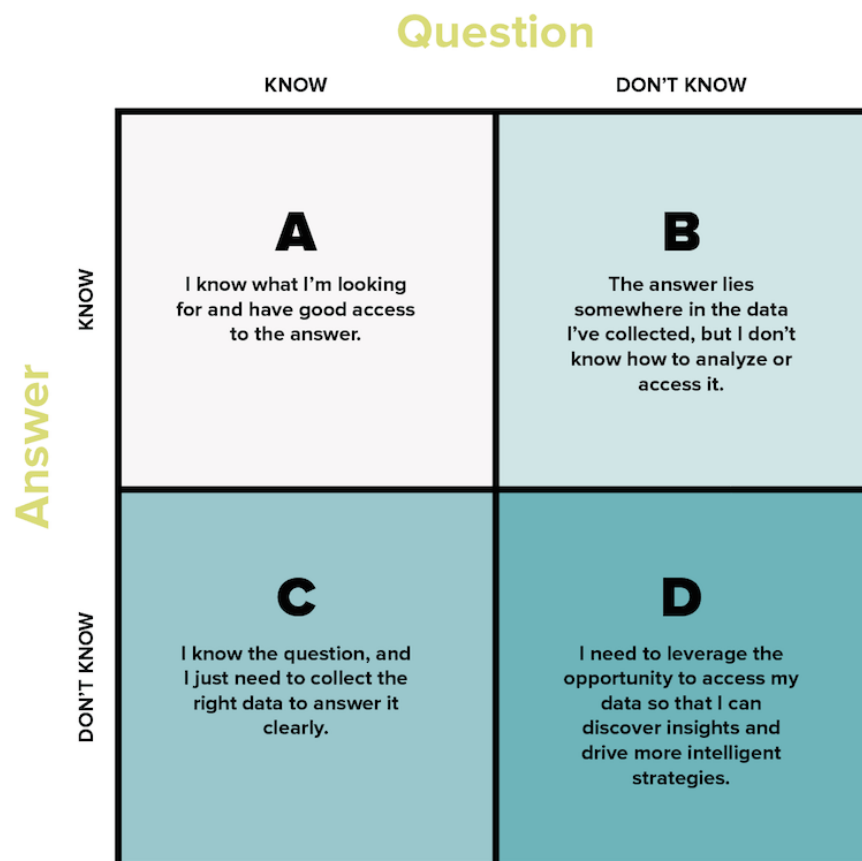 Question
KNOW
DON'T KNOW
KNOW
Answer
DON'T KNOW
A
I know what I'm looking
for and have good access
to the answer.
B
The answer lies
somewhere in the data
I've collected, but I don't
know how to analyze or
access it.
C
I know the question, and
I just need to collect the
right data to answer it
clearly.
D
I need to leverage the
opportunity to access my
data so that I can
discover insights and
drive more intelligent
strategies.